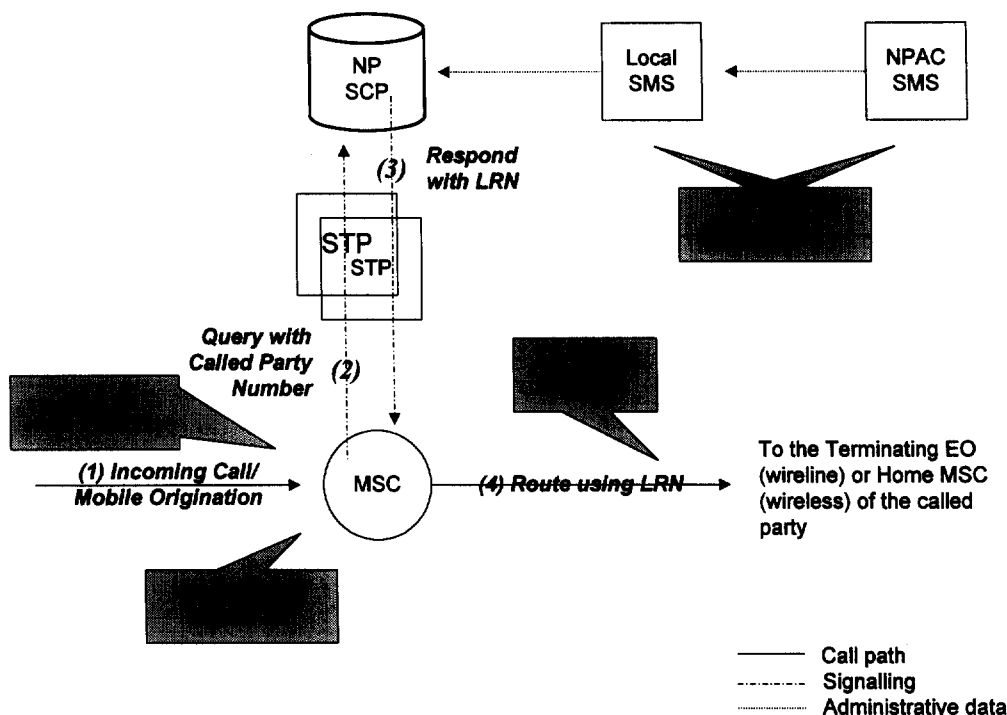 NP
SCP
Local
SMS
NPAC
SMS
(3)
Respond
with LRN
STP
STP
Query with
Called Party
Number
(2)
(1) Incoming Call/
Mobile Origination
MSC
(4) Route using LRN
To the Terminating EO
(wireline) or Home MSC
(wireless) of the called
party
Call path
Signalling
Administrative data